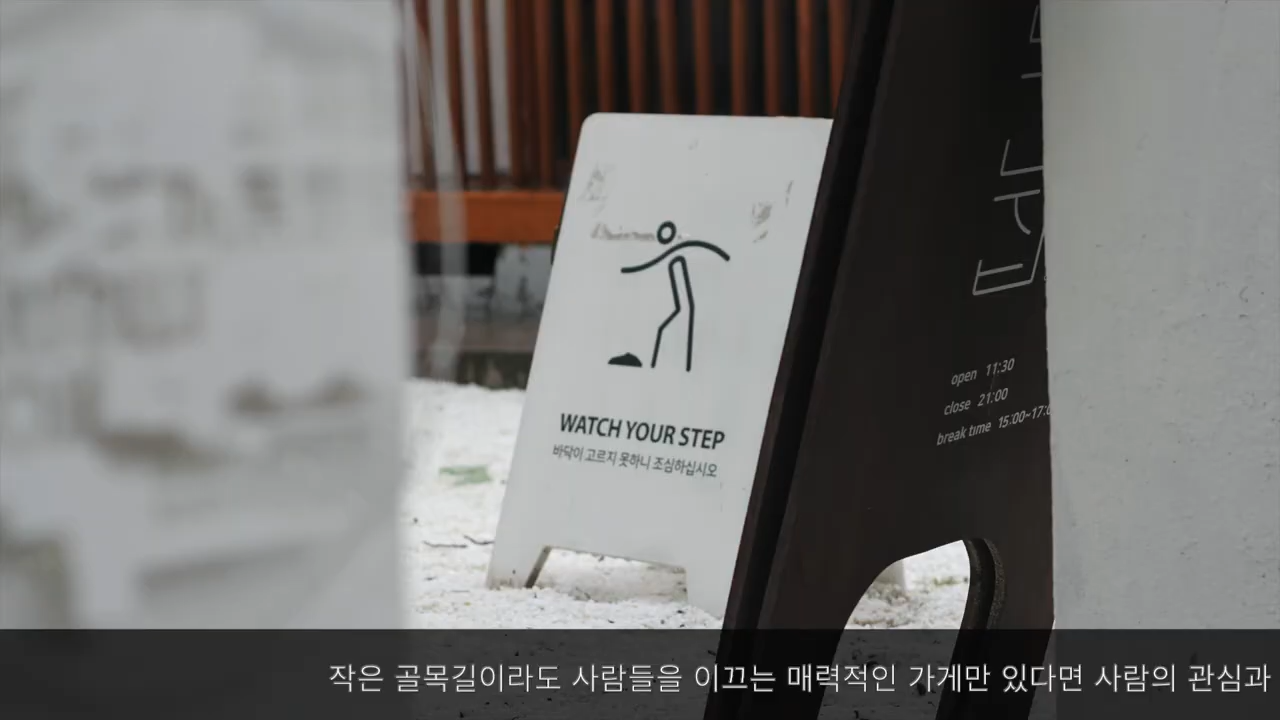 WATCH YOUR STEP
바닥이 고르지 못하니 조심하십시오
open 11:30
close 21:00
break time 15:00~17:0
작은 골목길이라도 사람들을 이끄는 매력적인 가게만 있다면 사람의 관심과